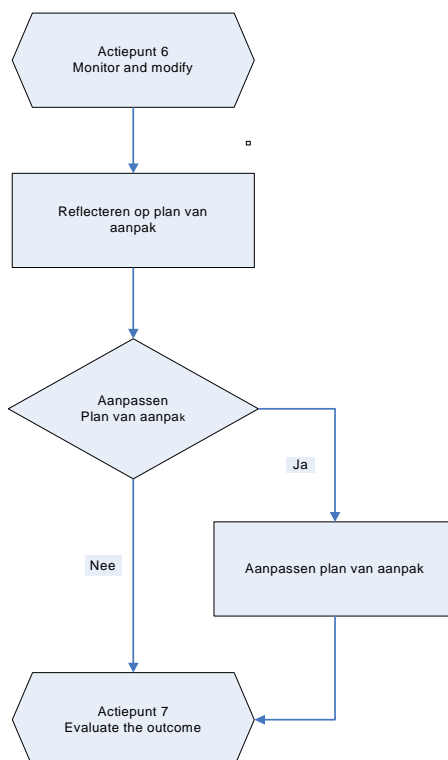 Actiepunt 6
Monitor and modify
Reflecteren op plan van
aanpak
Aanpassen
Plan van aanpak
Ja
Aanpassen plan van aanpak
Nee
Actiepunt 7
Evaluate the outcome